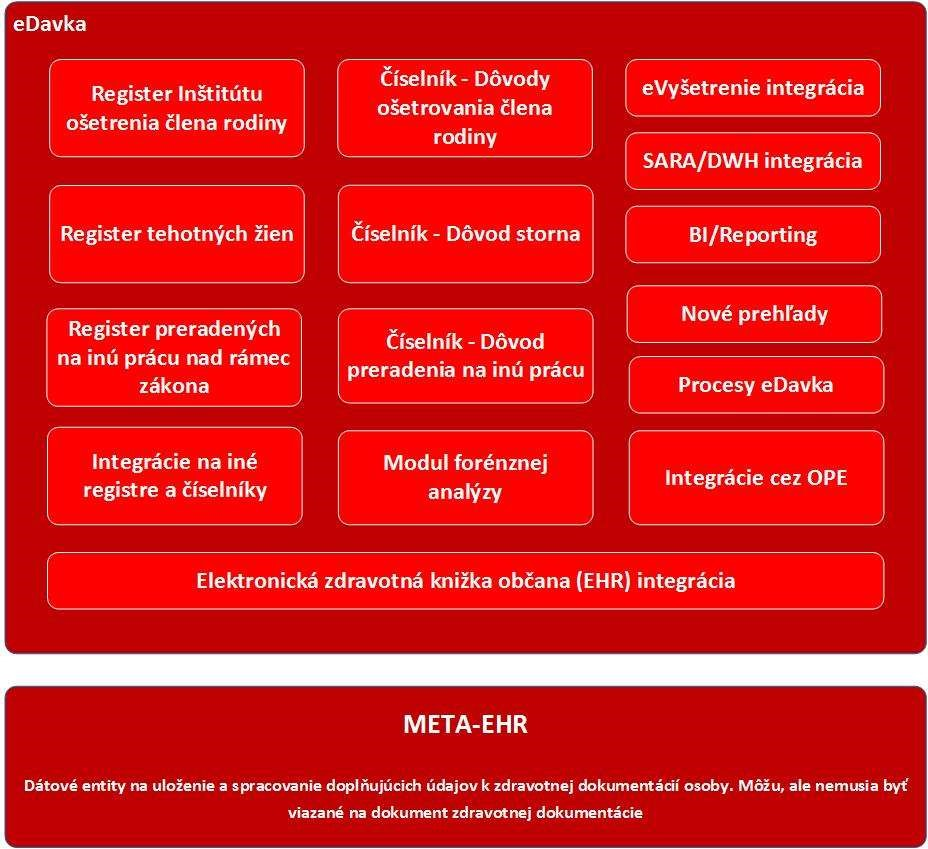 eDavka
Register Inštitútu
ošetrenia člena rodiny
Číselník - Dôvody
ošetrovania člena
rodiny
eVyšetrenie integrácia
SARA/DWH integrácia
Register tehotných žien
Číselník - Dôvod storna
BI/Reporting
Register preradených
na inú prácu nad rámec
zákona
Číselník - Dôvod
preradenia na inú prácu
Nové prehľady
Procesy eDavka
Integrácie na iné
registre a číselníky
Modul forénznej
analýzy
Integrácie cez OPE
Elektronická zdravotná knižka občana (EHR) integrácia
META-EHR
Dátové entity na uloženie a spracovanie doplňujúcich údajov k zdravotnej dokumentácií osoby. Môžu, ale nemusia byť
viazané na dokument zdravotnej dokumentácie